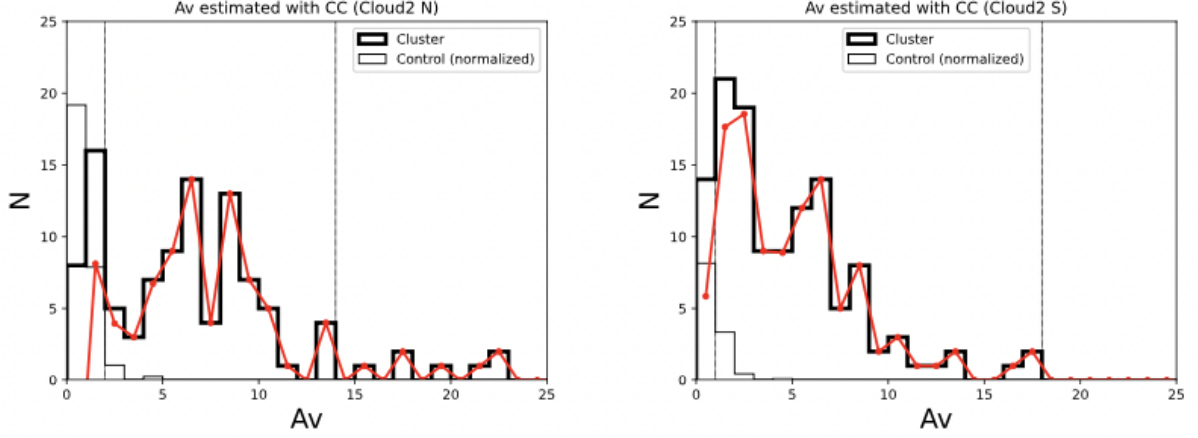 Av estimated with CC (Cloud2 N)
25
20
15
10
5
0
N
Cluster
Control (normalized)
0 5 10 15 20 25
Av
Av estimated with CC (Cloud2 S)
25
20
15
10
5
0
N
Cluster
Control (normalized)
0 5 10 15 20 25
Av